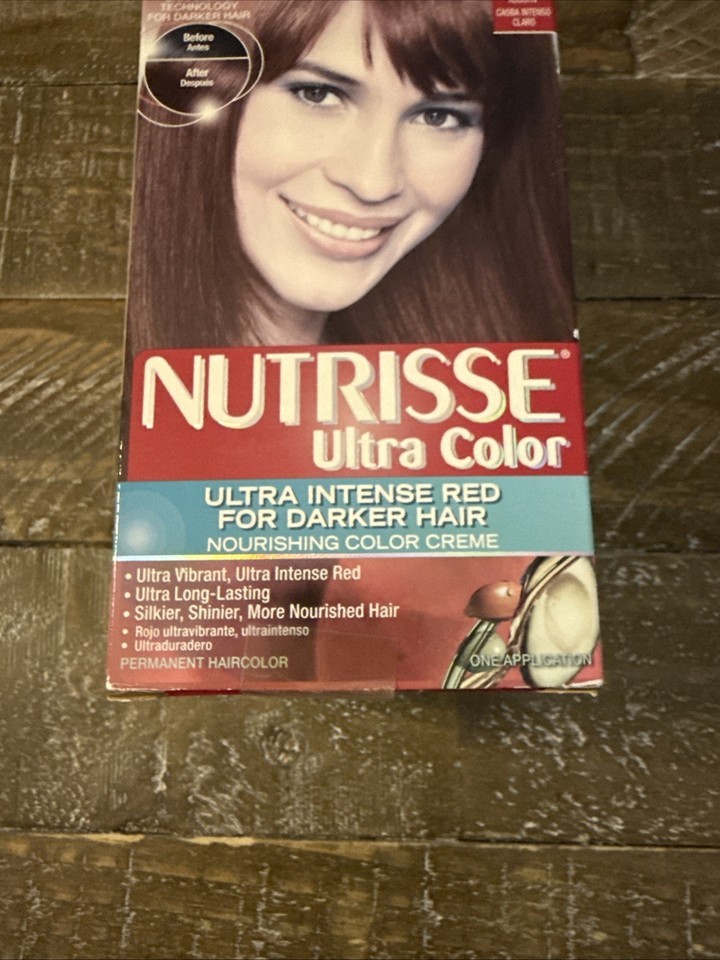 TECHNOLOGY
FOR DARKER HAIR
Before
Antes
After
Después
CAOBA INTENSO
CLARO
NUTRISSE®
Ultra Color
ULTRA INTENSE RED
FOR DARKER HAIR
NOURISHING COLOR CREME
• Ultra Vibrant, Ultra Intense Red
• Ultra Long-Lasting
• Silkier, Shinier, More Nourished Hair
• Rojo ultravibrante, ultraintenso
• Ultraduradero
PERMANENT HAIRCOLOR
ONE APPLICATION